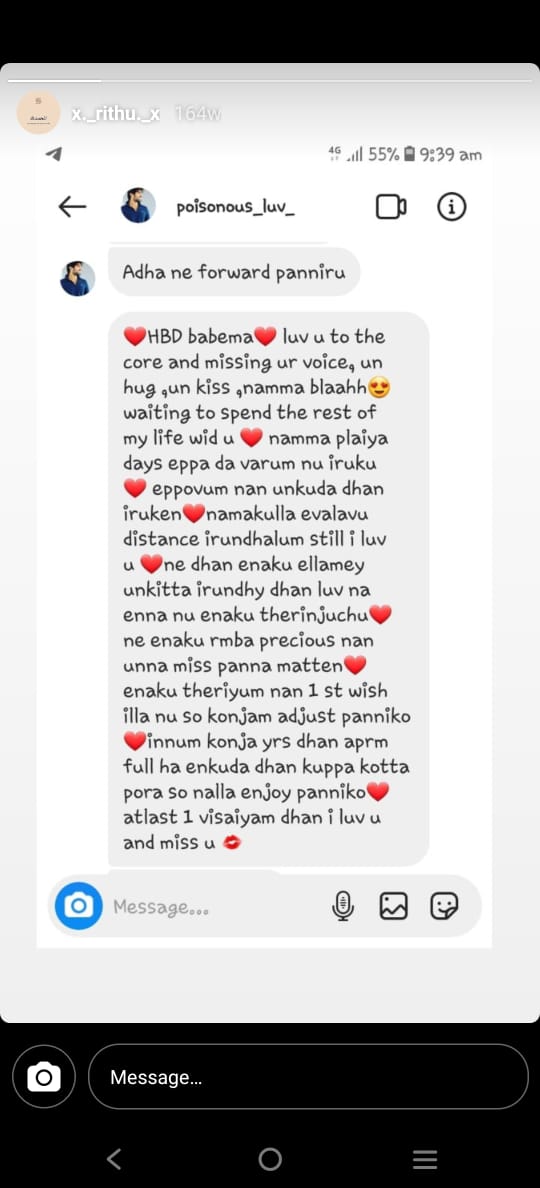 x._rithu._x 164w
4G 55% 9:39 am
poisonous_luv_
Adha ne forward panniru
❤️HBD babema❤️ luv u to the
core and missing ur voice, un
hug ,un kiss ,namma blaahh😍
waiting to spend the rest of
my life wid u ❤️ namma plaiya
days eppa da varum nu iruku
❤️ eppovum nan unkuda dhan
iruken❤️namakulla evalavu
distance irundhalum still i luv
u ❤️ne dhan enaku ellamey
unkitta irundhy dhan luv na
enna nu enaku therinjuchu❤️
ne enaku rmba precious nan
unna miss panna matten❤️
enaku theriyum nan 1 st wish
illa nu so konjam adjust panniko
❤️innum konja yrs dhan aprm
full ha enkuda dhan kuppa kotta
pora so nalla enjoy panniko❤️
atlast 1 visaiyam dhan i luv u
and miss u 💋
Message...
Message...